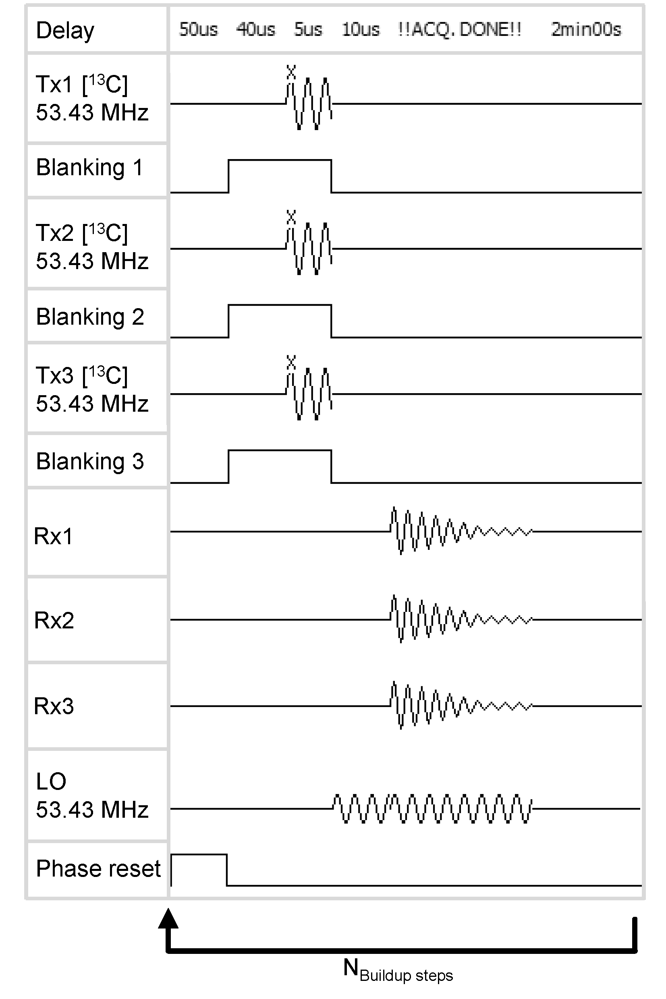 Delay 50us 40us 5us 10us !!ACQ. DONE!! 2min00s
Tx1 [13C]
53.43 MHz
X
Blanking 1
Tx2 [13C]
53.43 MHz
X
Blanking 2
Tx3 [13C]
53.43 MHz
X
Blanking 3
Rx1
Rx2
Rx3
LO
53.43 MHz
Phase reset
NBuildup steps